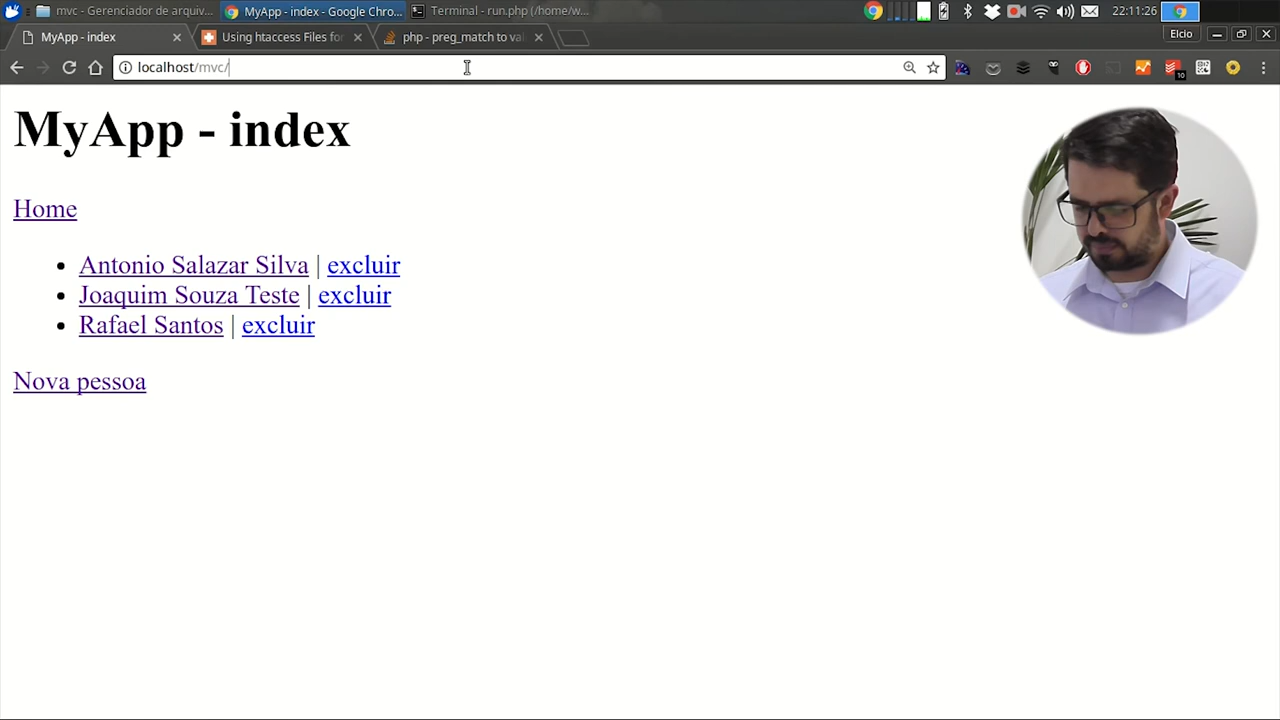 mvc - Gerenciador de arquiv...
MyApp - index - Google Chro...
Terminal - run.php (/home/w...
22:11:26
MyApp - index
Using htaccess Files for
php - preg_match to val
Elcio
localhost/mvc/
10
MyApp - index
Home
Antonio Salazar Silva | excluir
Joaquim Souza Teste | excluir
Rafael Santos | excluir
Nova pessoa